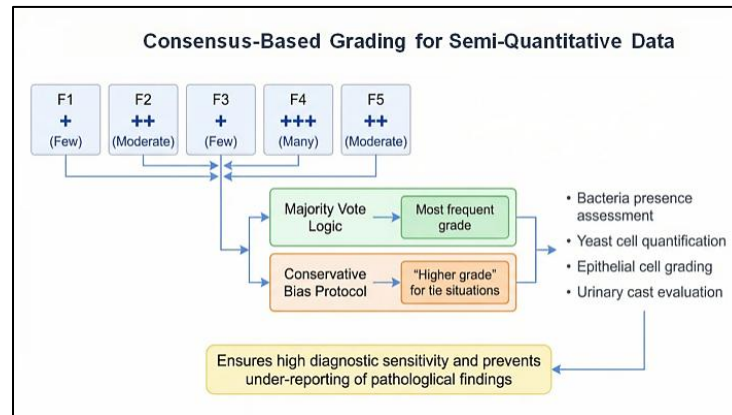 Consensus-Based Grading for Semi-Quantitative Data
F1
+
(Few)
F2
++
(Moderate)
F3
+
(Few)
F4
+++
(Many)
F5
++
(Moderate)
Majority Vote
Logic
Most frequent
grade
Conservative
Bias Protocol
“Higher grade”
for tie situations
• Bacteria presence
assessment
• Yeast cell quantification
• Epithelial cell grading
• Urinary cast evaluation
Ensures high diagnostic sensitivity and prevents
under-reporting of pathological findings